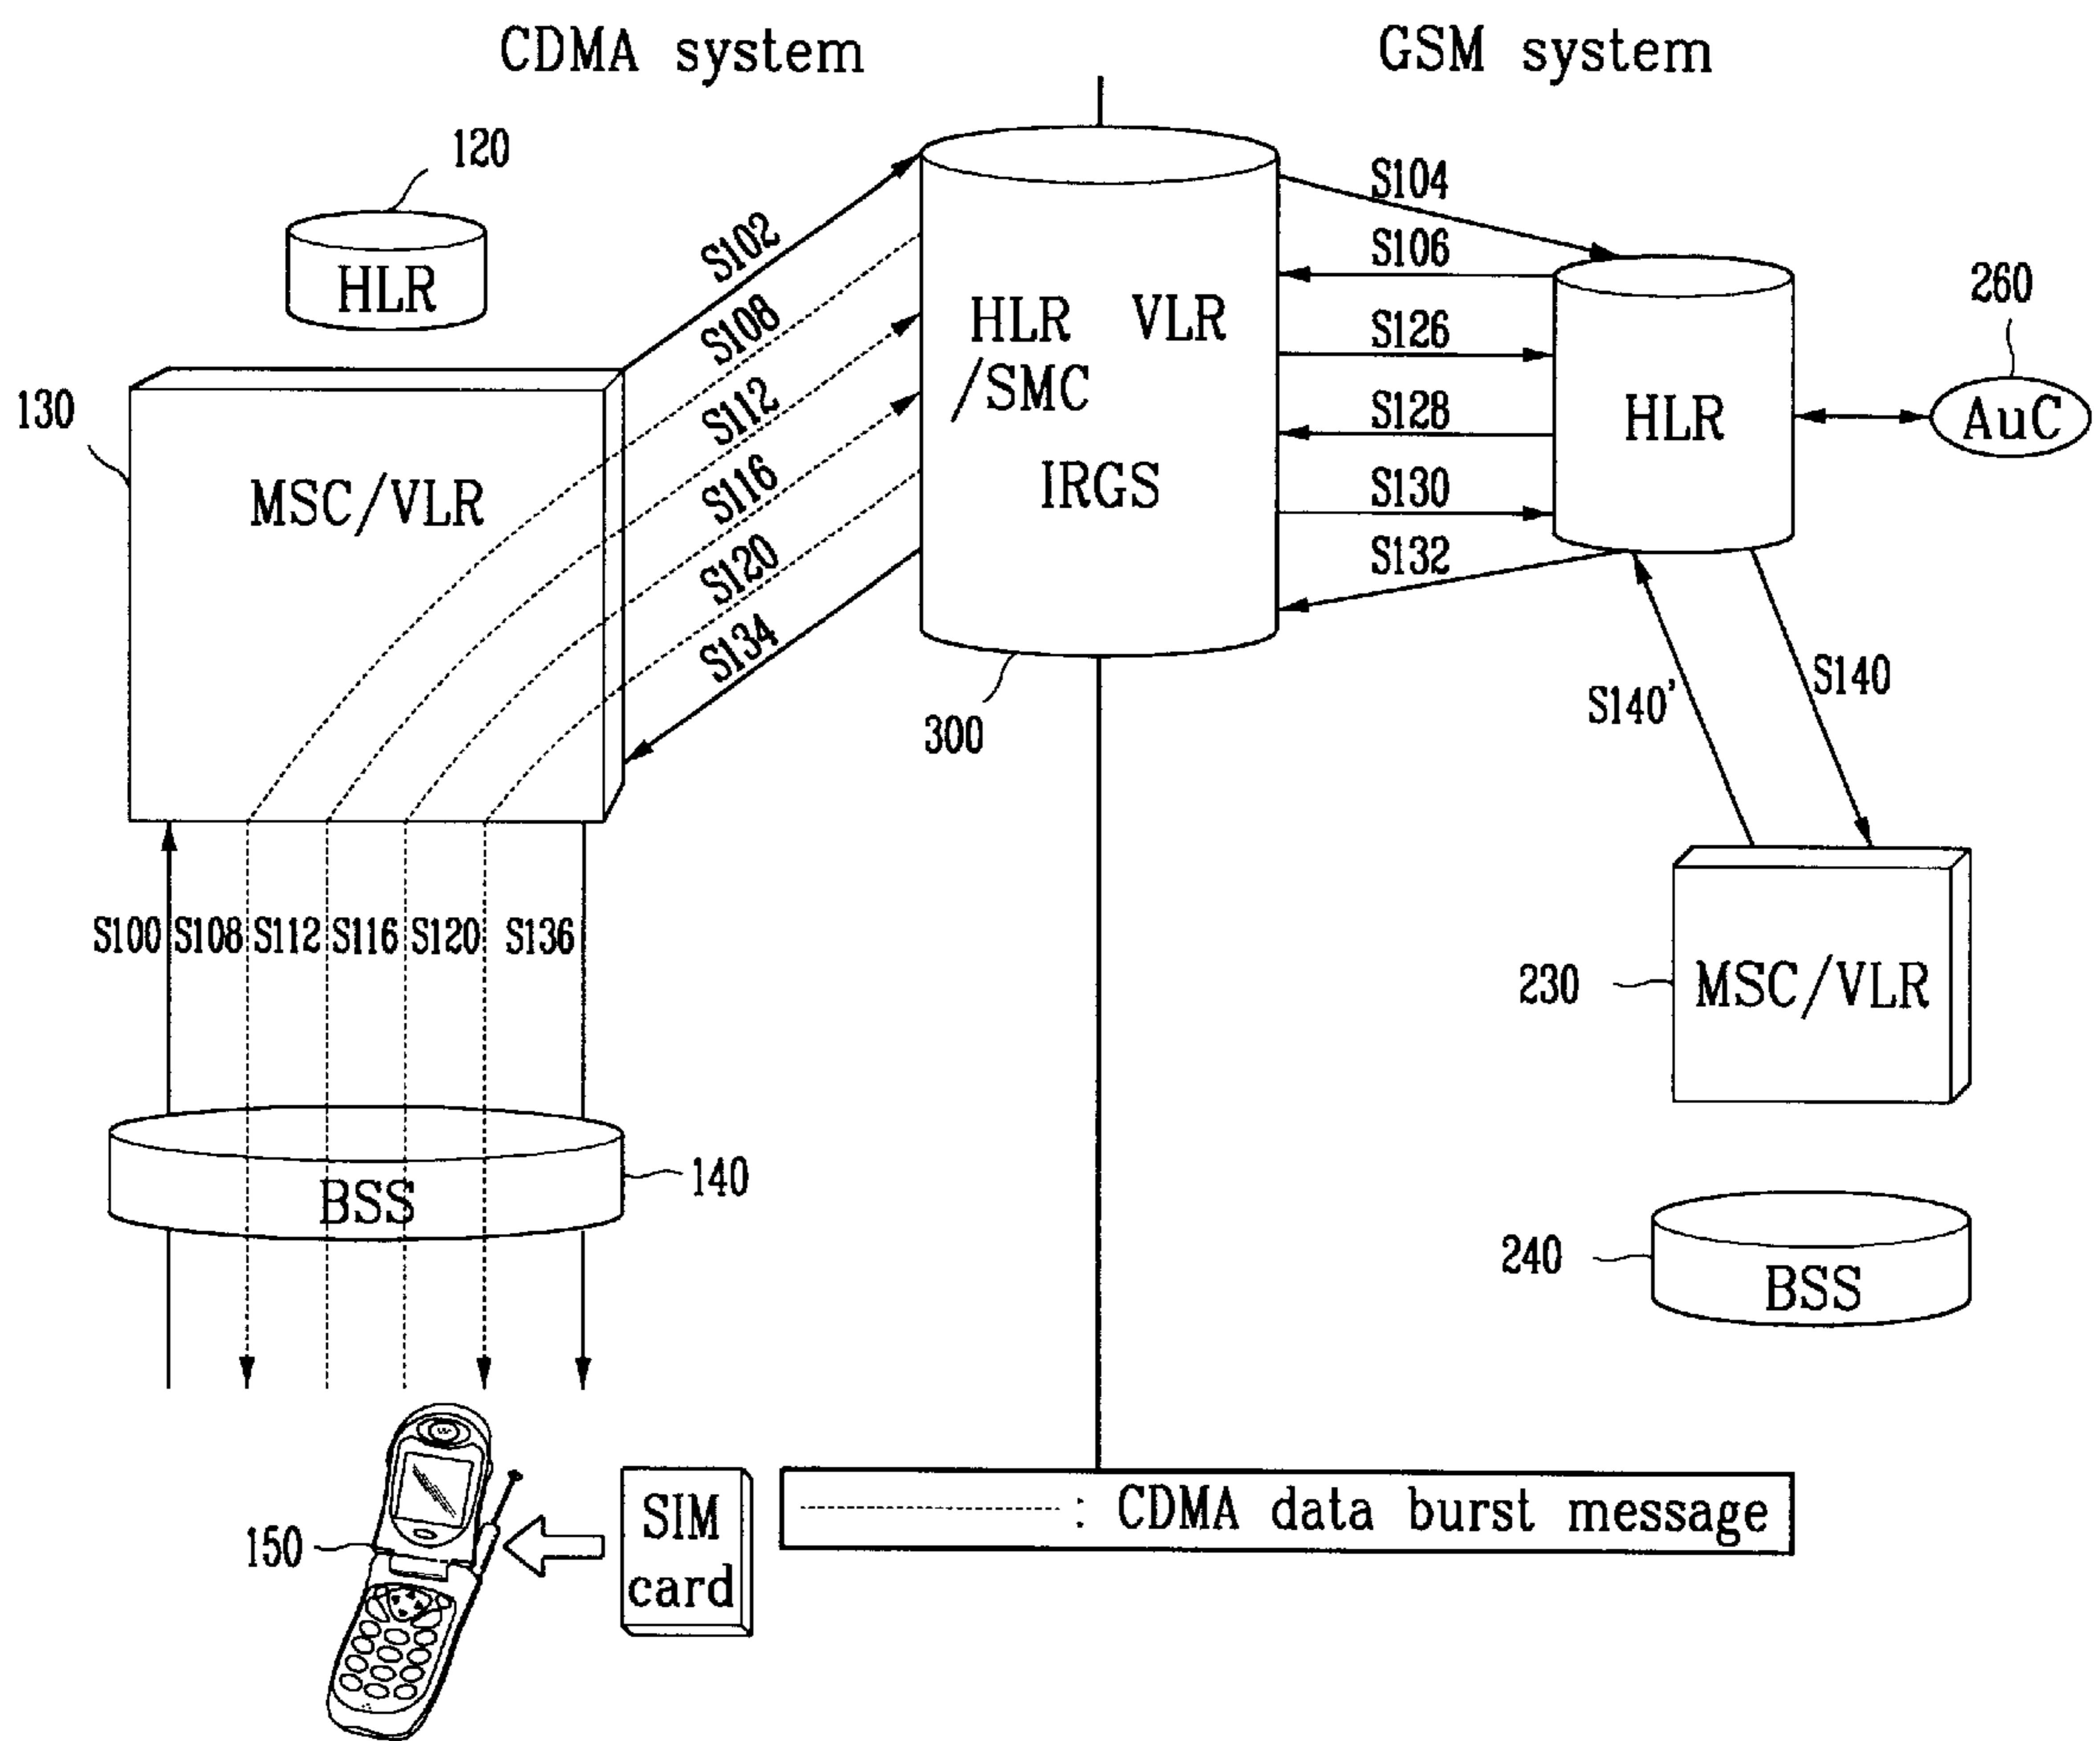 CDMA system
GSM system
120
HLR
130
MSC/VLR
S102
S108
S112
S116
S120
S134
HLR VLR
/SMC
IRGS
300
S104
S106
S126
S128
S130
S132
HLR
260
AuC
S140'
S140
S100 S108 S112 S116 S120 S136
230
MSC/VLR
BSS
140
240
BSS
150
SIM
card
: CDMA data burst message